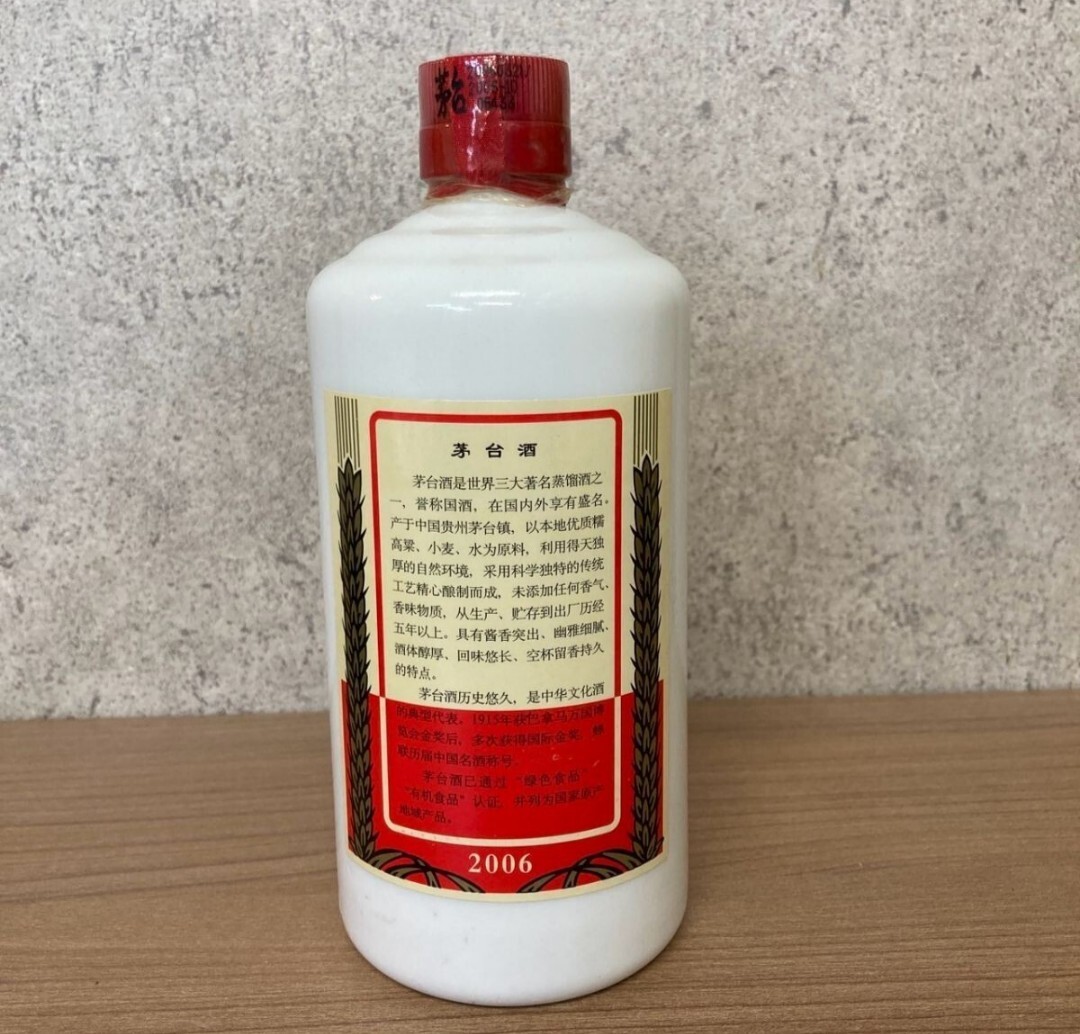 茅台
茅台酒
茅台酒是世界三大著名蒸馏酒之
一，誉称国酒，在国内外享有盛名。
产于中国贵州茅台镇，以本地优质糯
高粱、小麦、水为原料，利用得天独
厚的自然环境，采用科学独特的传统
工艺精心酿制而成，未添加任何香气、
香味物质，从生产、贮存到出厂历经
五年以上。具有酱香突出、幽雅细腻、
酒体醇厚、回味悠长、空杯留香持久
的特点。
茅台酒历史悠久，是中华文化酒
的典型代表。1915年获巴拿马万国博
览会金奖后，多次获得国际金奖，蝉
联历届中国名酒称号。
茅台酒已通过“绿色食品”
“有机食品”认证，并列为国家原产
地域产品。
2006